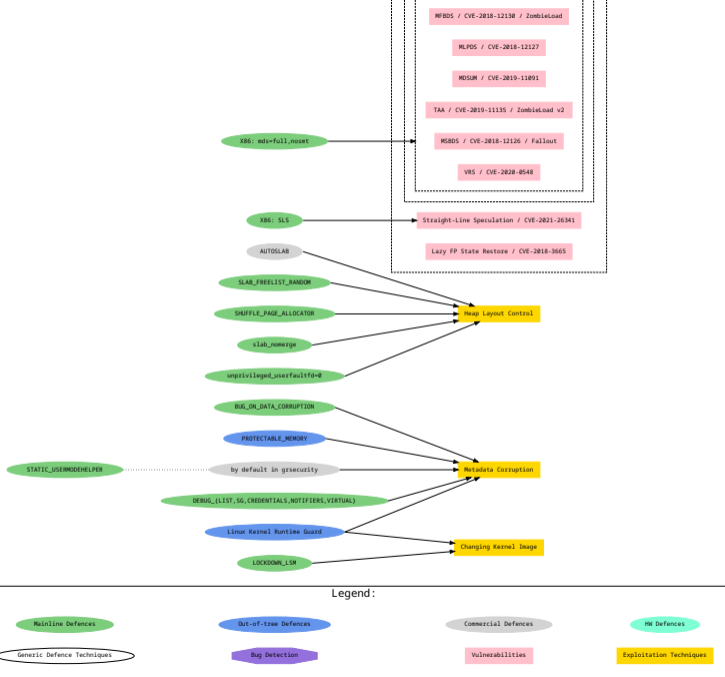 MFBDS / CVE-2018-12130 / ZombieLoad
MLPDS / CVE-2018-12127
MDSUM / CVE-2019-11091
TAA / CVE-2019-11135 / ZombieLoad v2
X86: mds=full,nosmt
MSBDS / CVE-2018-12126 / Fallout
VRS / CVE-2020-0548
X86: SLS
Straight-Line Speculation / CVE-2021-26341
AUTOSLAB
Lazy FP State Restore / CVE-2018-3665
SLAB_FREELIST_RANDOM
SHUFFLE_PAGE_ALLOCATOR
Heap Layout Control
slab_nomerge
unprivileged_userfaultfd=0
BUG_ON_DATA_CORRUPTION
PROTECTABLE_MEMORY
STATIC_USERMODEHELPER
by default in grsecurity
Metadata Corruption
DEBUG_{LIST,SG,CREDENTIALS,NOTIFIERS,VIRTUAL}
Linux Kernel Runtime Guard
Changing Kernel Image
LOCKDOWN_LSM
Legend:
Mainline Defences
Out-of-tree Defences
Commercial Defences
HW Defences
Generic Defence Techniques
Bug Detection
Vulnerabilities
Exploitation Techniques